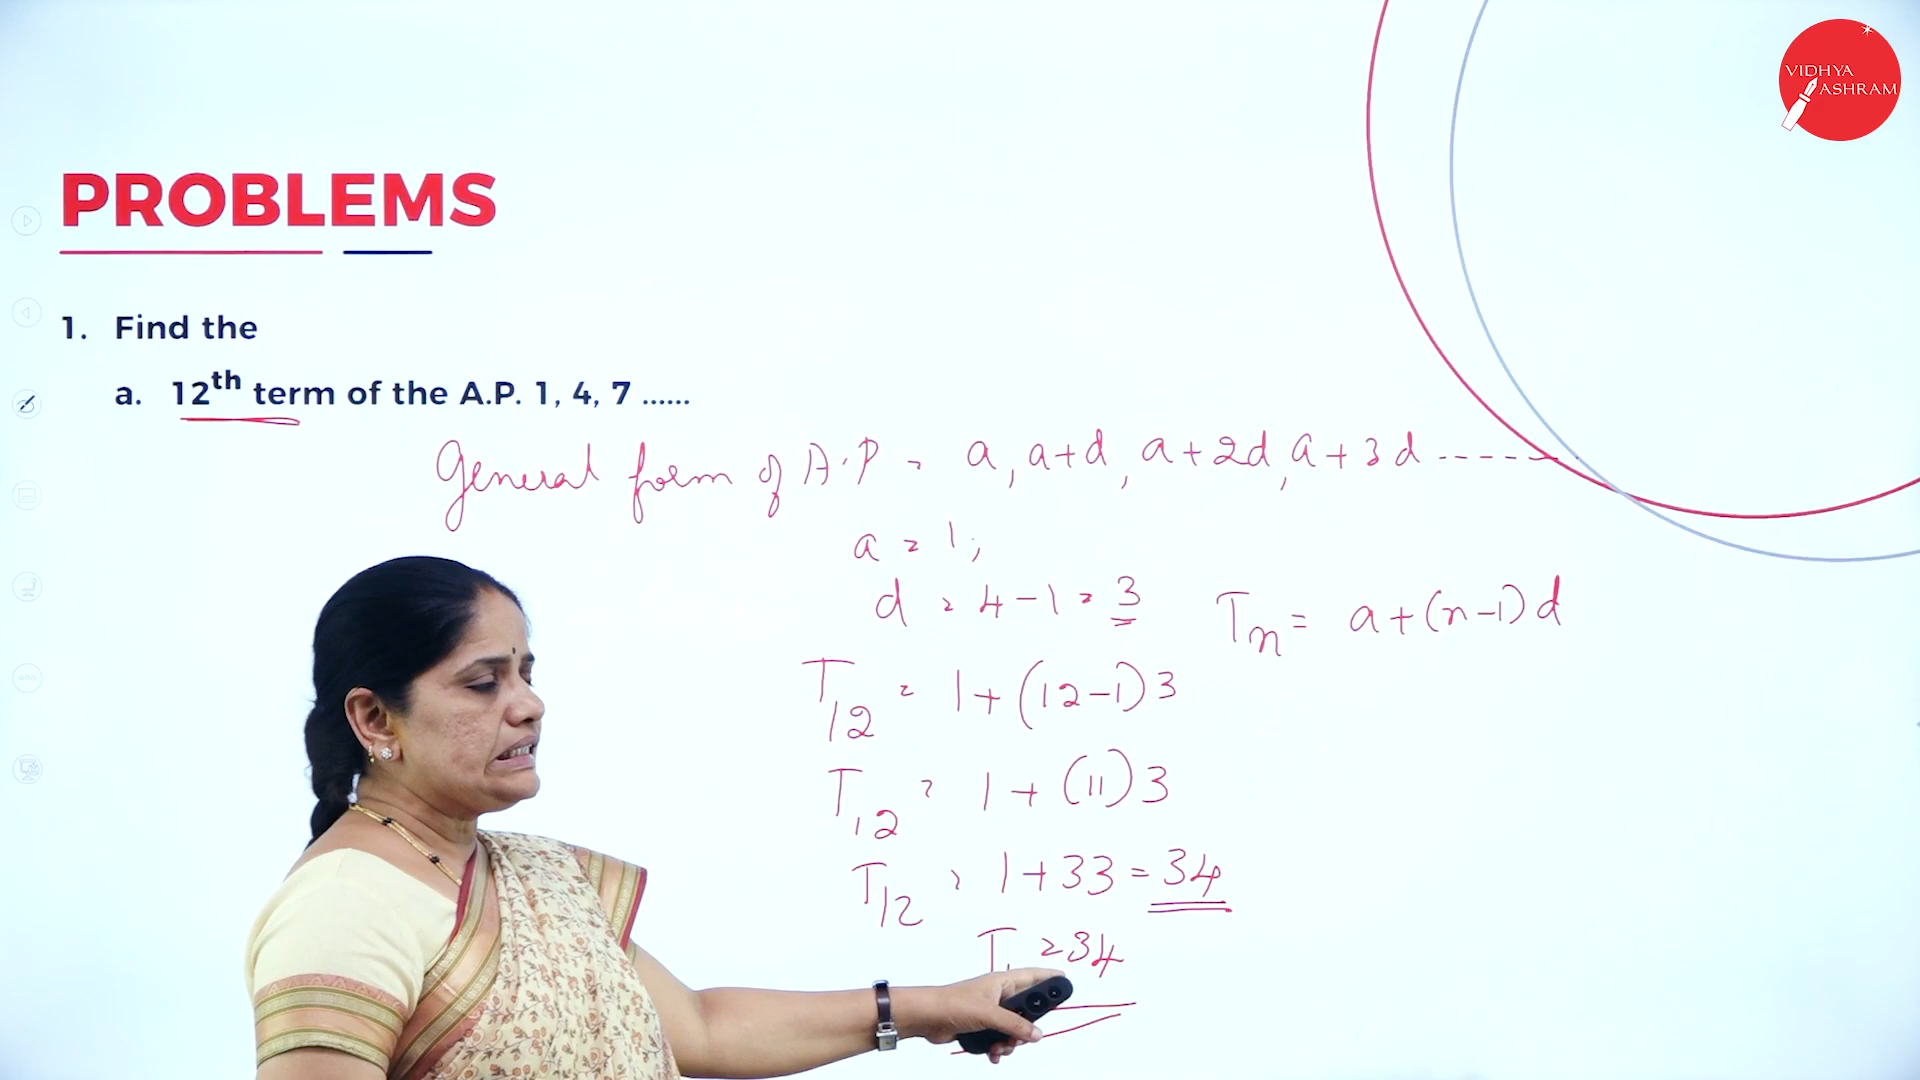 VIDHYA
ASHRAM
PROBLEMS
1. Find the
a. 12th term of the A.P. 1, 4, 7 ......
General form of A.P = a, a+d, a+2d, a+3d -----
a = 1;
d = 4-1 = 3
Tn = a+(n-1)d
T12 = 1+(12-1)3
T12 = 1+(11)3
T12 = 1+33 = 34
T1 = 34